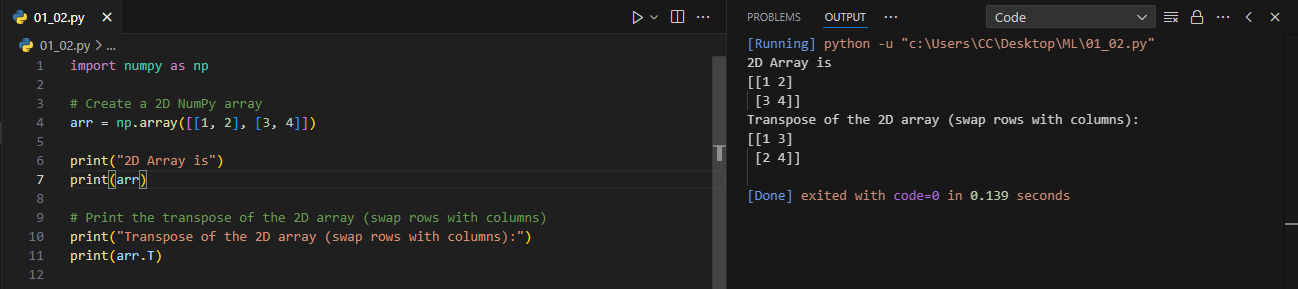 01_02.py
01_02.py > ...
1 import numpy as np
2
3 # Create a 2D NumPy array
4 arr = np.array([[1, 2], [3, 4]])
5
6 print("2D Array is")
7 print(arr)
8
9 # Print the transpose of the 2D array (swap rows with columns)
10 print("Transpose of the 2D array (swap rows with columns):")
11 print(arr.T)
12
PROBLEMS OUTPUT ... Code
[Running] python -u "c:\Users\CC\Desktop\ML\01_02.py"
2D Array is
[[1 2]
 [3 4]]
Transpose of the 2D array (swap rows with columns):
[[1 3]
 [2 4]]
[Done] exited with code=0 in 0.139 seconds